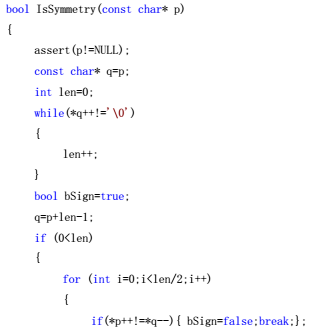 bool IsSymmetry(const char* p)
{
assert(p!=NULL);
const char* q=p;
int len=0;
while(*q++!='\0')
{
len++;
}
bool bSign=true;
q=p+len-1;
if (0<len)
{
for (int i=0;i<len/2;i++)
{
if(*p++!=*q--){ bSign=false;break;};